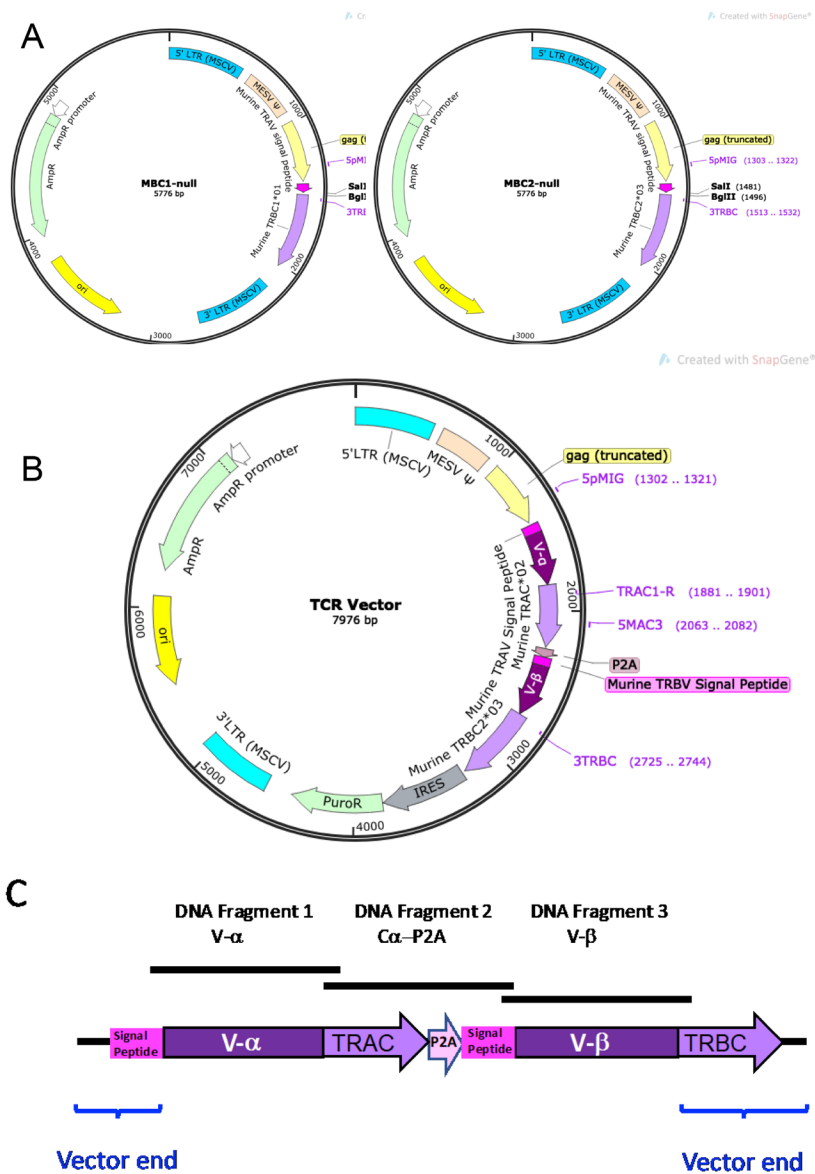 A
Cr
Created with SnapGene®
5' LTR (MSCV)
MESV Ψ
1000
Murine TRAV signal peptide
gag (t
5pMI
SalI
BglI
3TRE
Murine TRBC1*01
2000
3' LTR (MSCV)
3000
ori
4000
AmpR
AmpR promoter
5000
MBC1-null
5776 bp
5' LTR (MSCV)
MESV Ψ
1000
Murine TRAV signal peptide
gag (truncated)
5pMIG (1303 .. 1322)
SalI (1481)
BglII (1496)
3TRBC (1513 .. 1532)
Murine TRBC2*03
2000
3' LTR (MSCV)
3000
ori
4000
AmpR
AmpR promoter
5000
MBC2-null
5776 bp
Created with SnapGene®
B
5'LTR (MSCV)
MESV Ψ
1000
gag (truncated)
5pMIG (1302 .. 1321)
V-α
2000
TRAC1-R (1881 .. 1901)
5MAC3 (2063 .. 2082)
P2A
Murine TRBV Signal Peptide
Murine TRAV Signal Peptide
Murine TRAC*02
V-β
Murine TRBC2*03
3000
3TRBC (2725 .. 2744)
IRES
PuroR
4000
3'LTR (MSCV)
5000
ori
6000
AmpR
AmpR promoter
7000
TCR Vector
7976 bp
C
DNA Fragment 1 DNA Fragment 2 DNA Fragment 3
V-α Cα–P2A V-β
Signal Peptide V-α TRAC P2A Signal Peptide V-β TRBC
Vector end Vector end